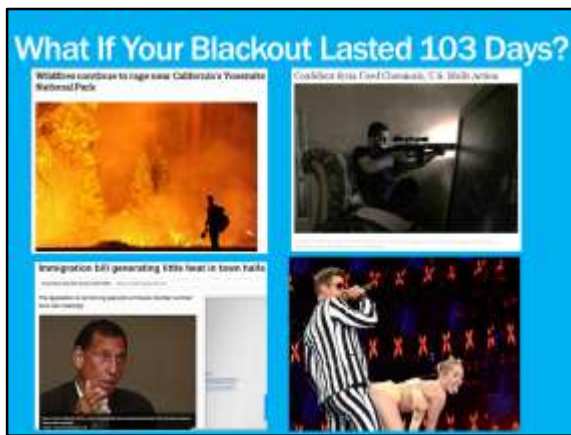 What If Your Blackout Lasted 103 Days?
Wildfires continue to rage near California's Yosemite
National Park
Confident Syria Used Chemicals, U.S. Mulls Action
Immigration bill generating little heat in town halls